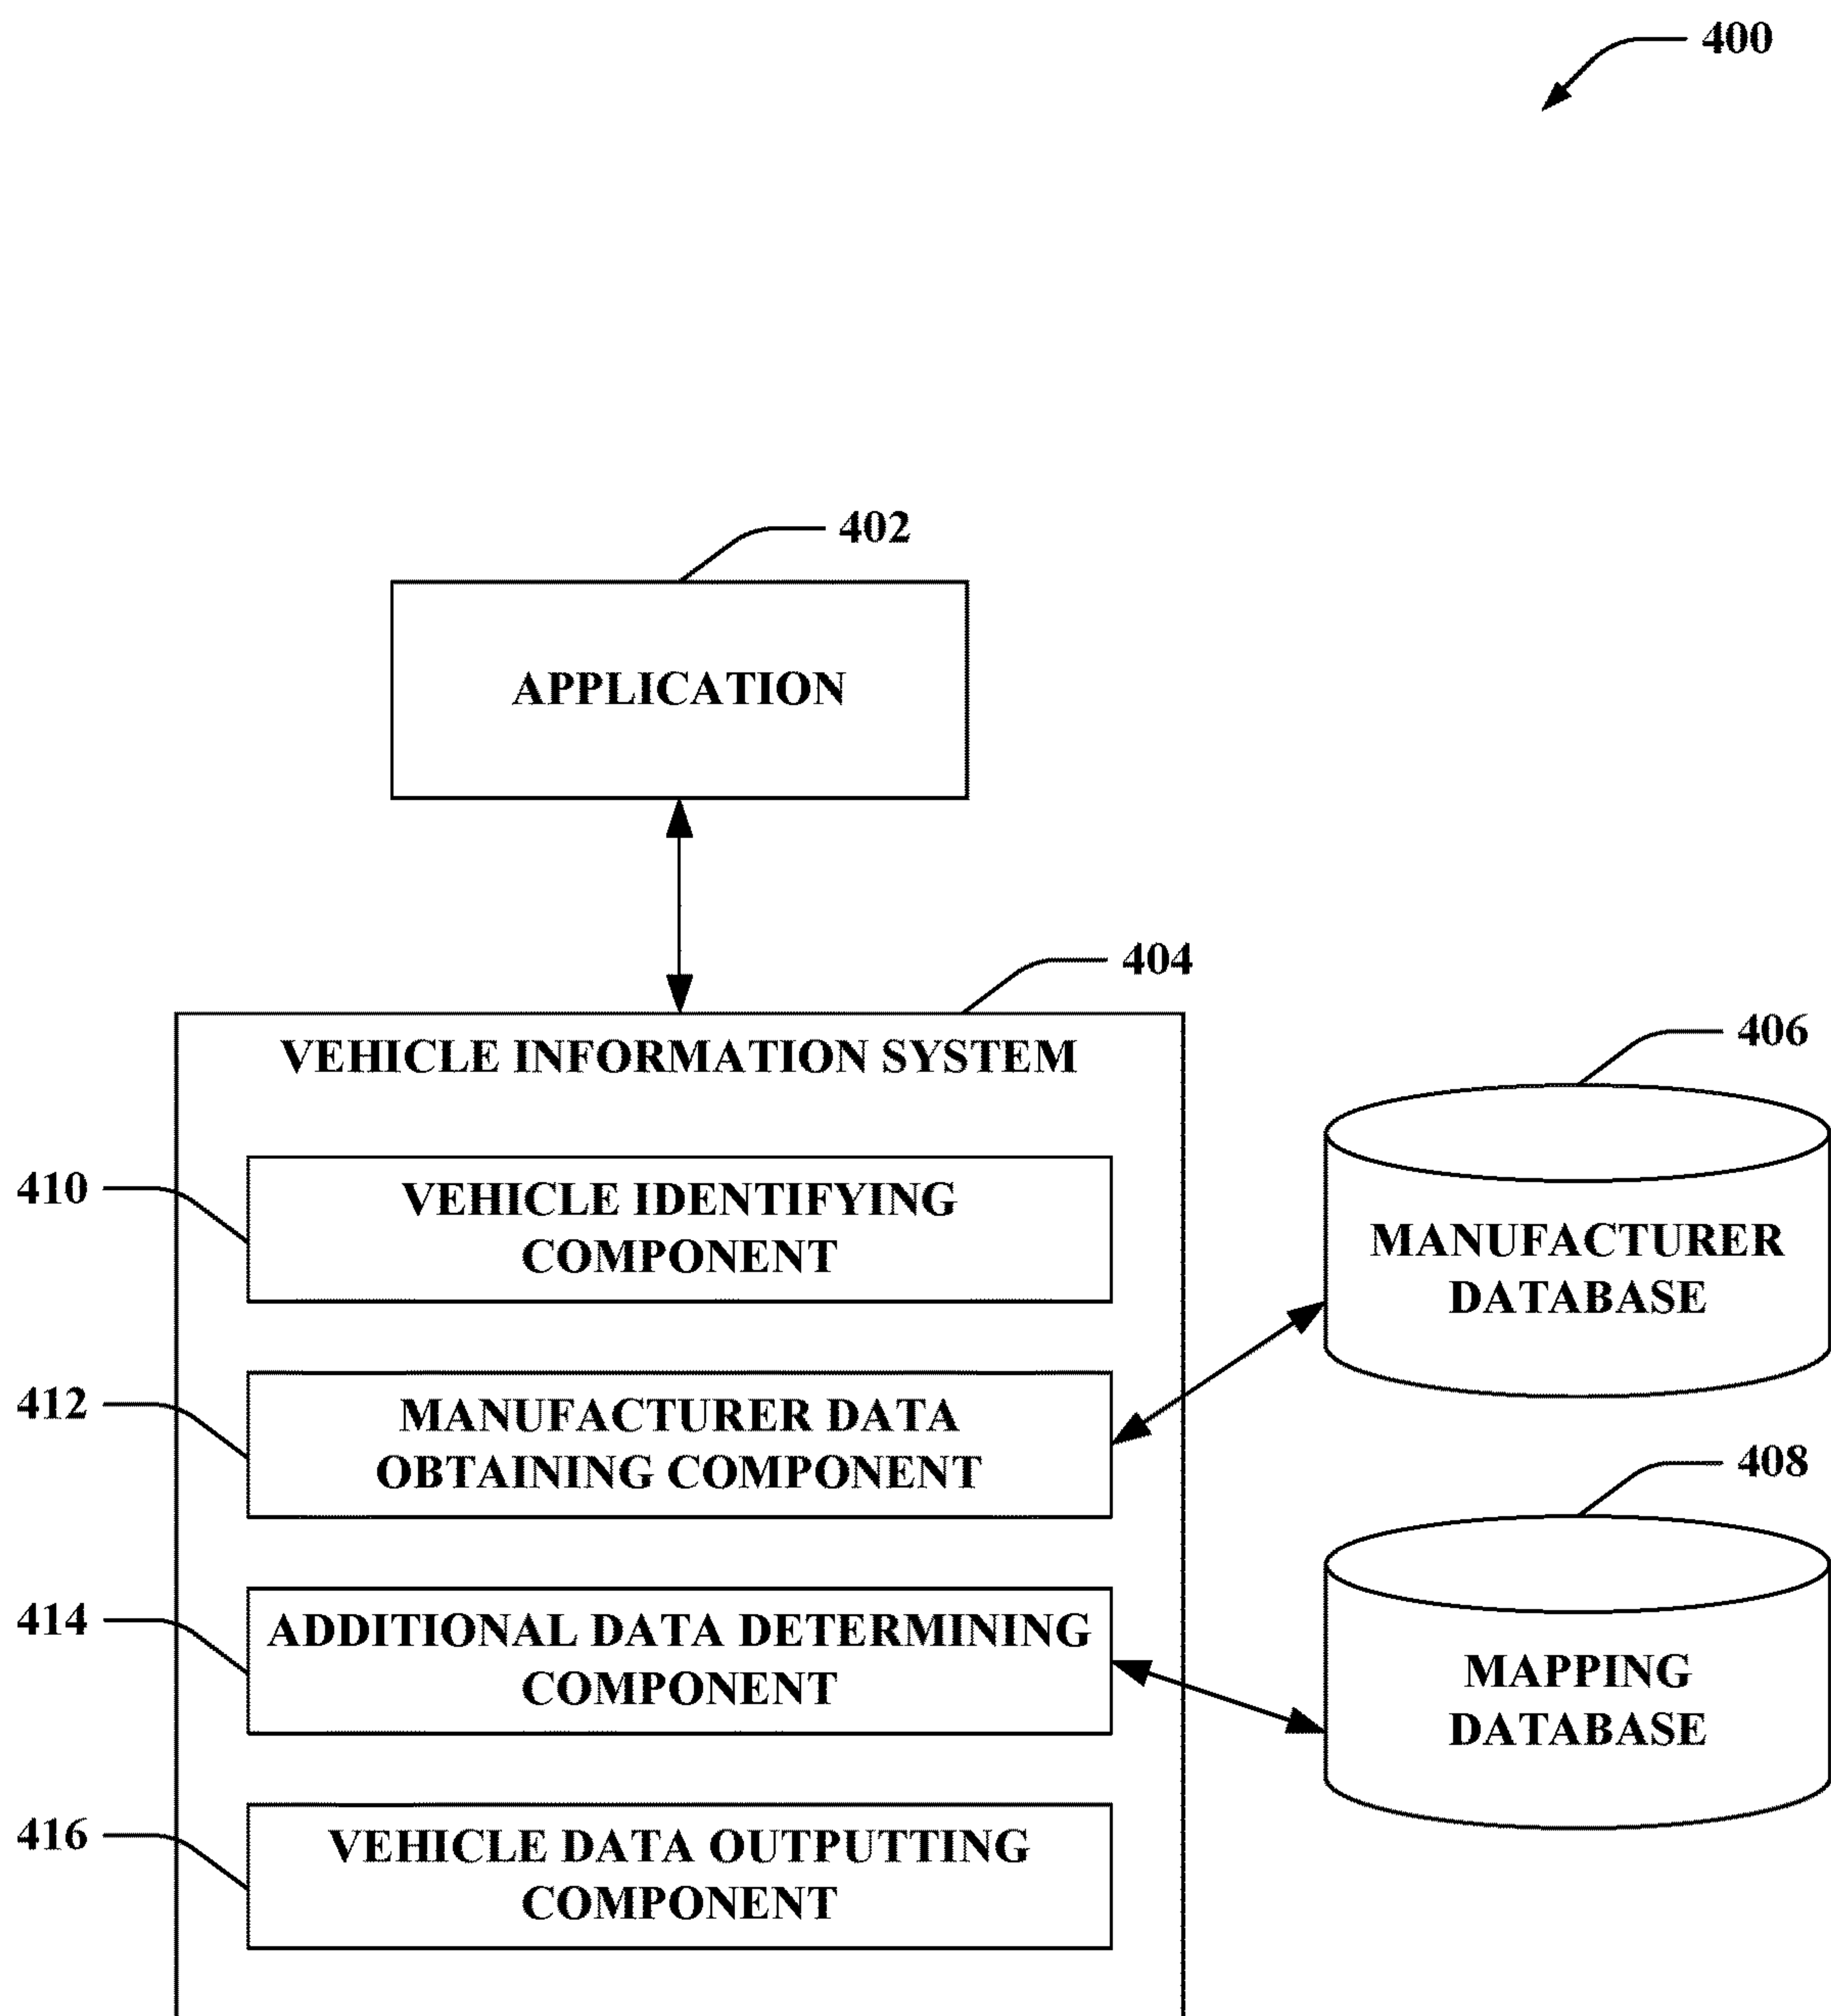 400
402
APPLICATION
404
VEHICLE INFORMATION SYSTEM
406
MANUFACTURER
DATABASE
410
VEHICLE IDENTIFYING
COMPONENT
412
MANUFACTURER DATA
OBTAINING COMPONENT
408
MAPPING
DATABASE
414
ADDITIONAL DATA DETERMINING
COMPONENT
416
VEHICLE DATA OUTPUTTING
COMPONENT